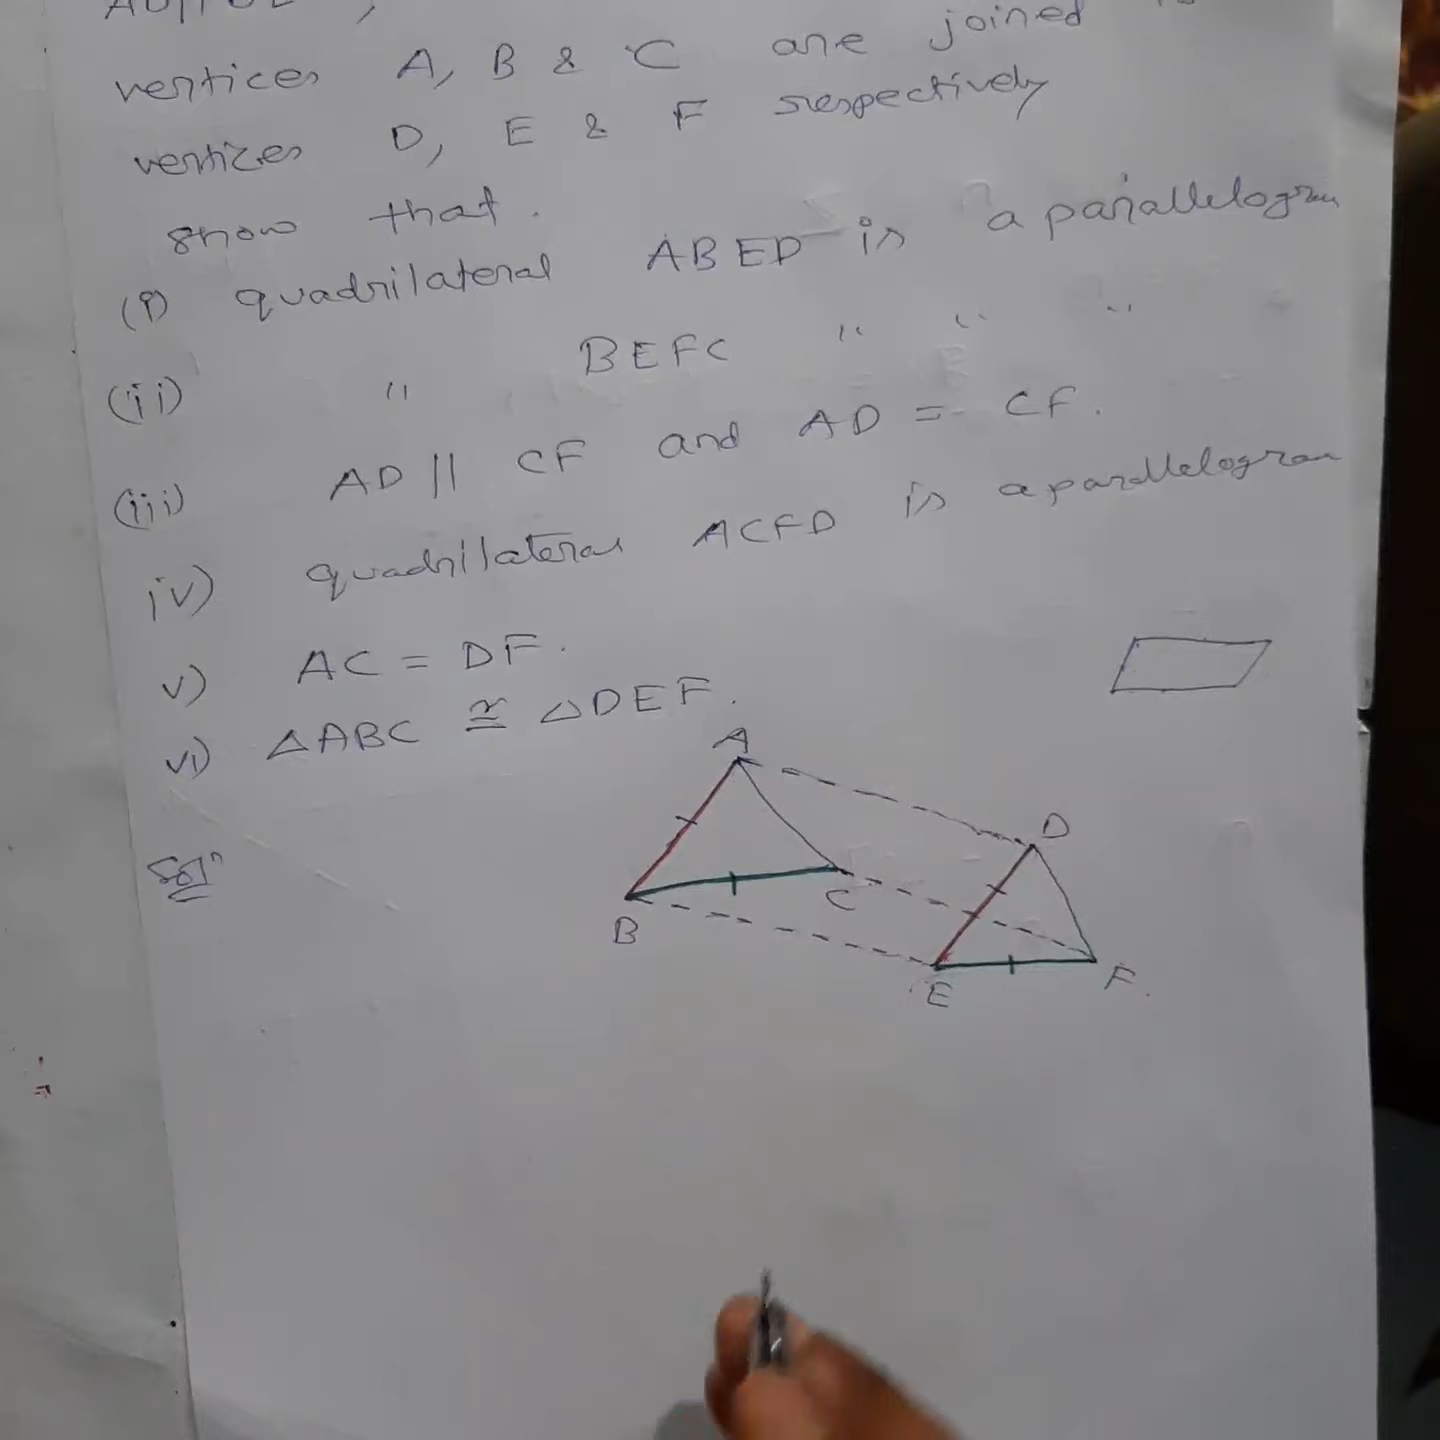 vertices A, B & C are joined
vertices D, E & F respectively
show that.
(i) quadrilateral ABED is a parallelogram
(ii) " BEFC " " "
(iii) AD || CF and AD = CF.
iv) quadrilateral ACFD is a parallelogram
v) AC = DF.
vi) △ABC ≅ △DEF.
Solⁿ
A
D
B
C
E
F.